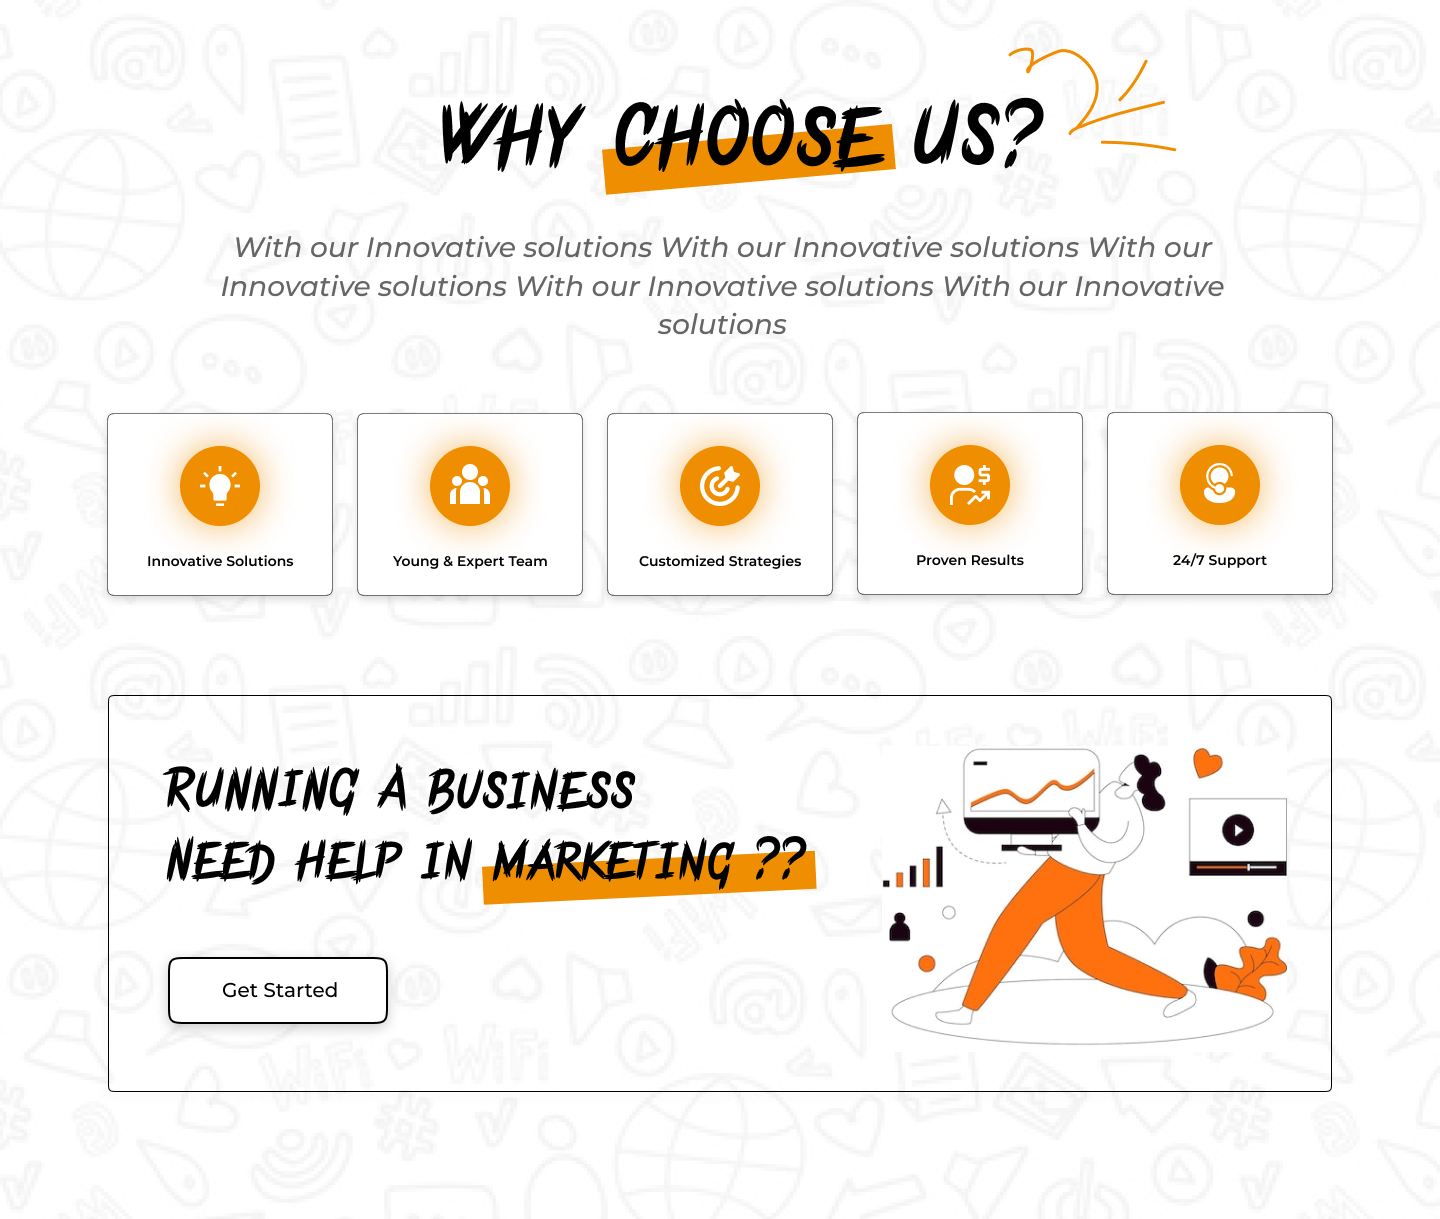 WHY CHOOSE US?
With our Innovative solutions With our Innovative solutions With our
Innovative solutions With our Innovative solutions With our Innovative
solutions
Innovative Solutions
Young & Expert Team
Customized Strategies
Proven Results
24/7 Support
RUNNING A BUSINESS
NEED HELP IN MARKETING ??
Get Started
WiFi
WiFi